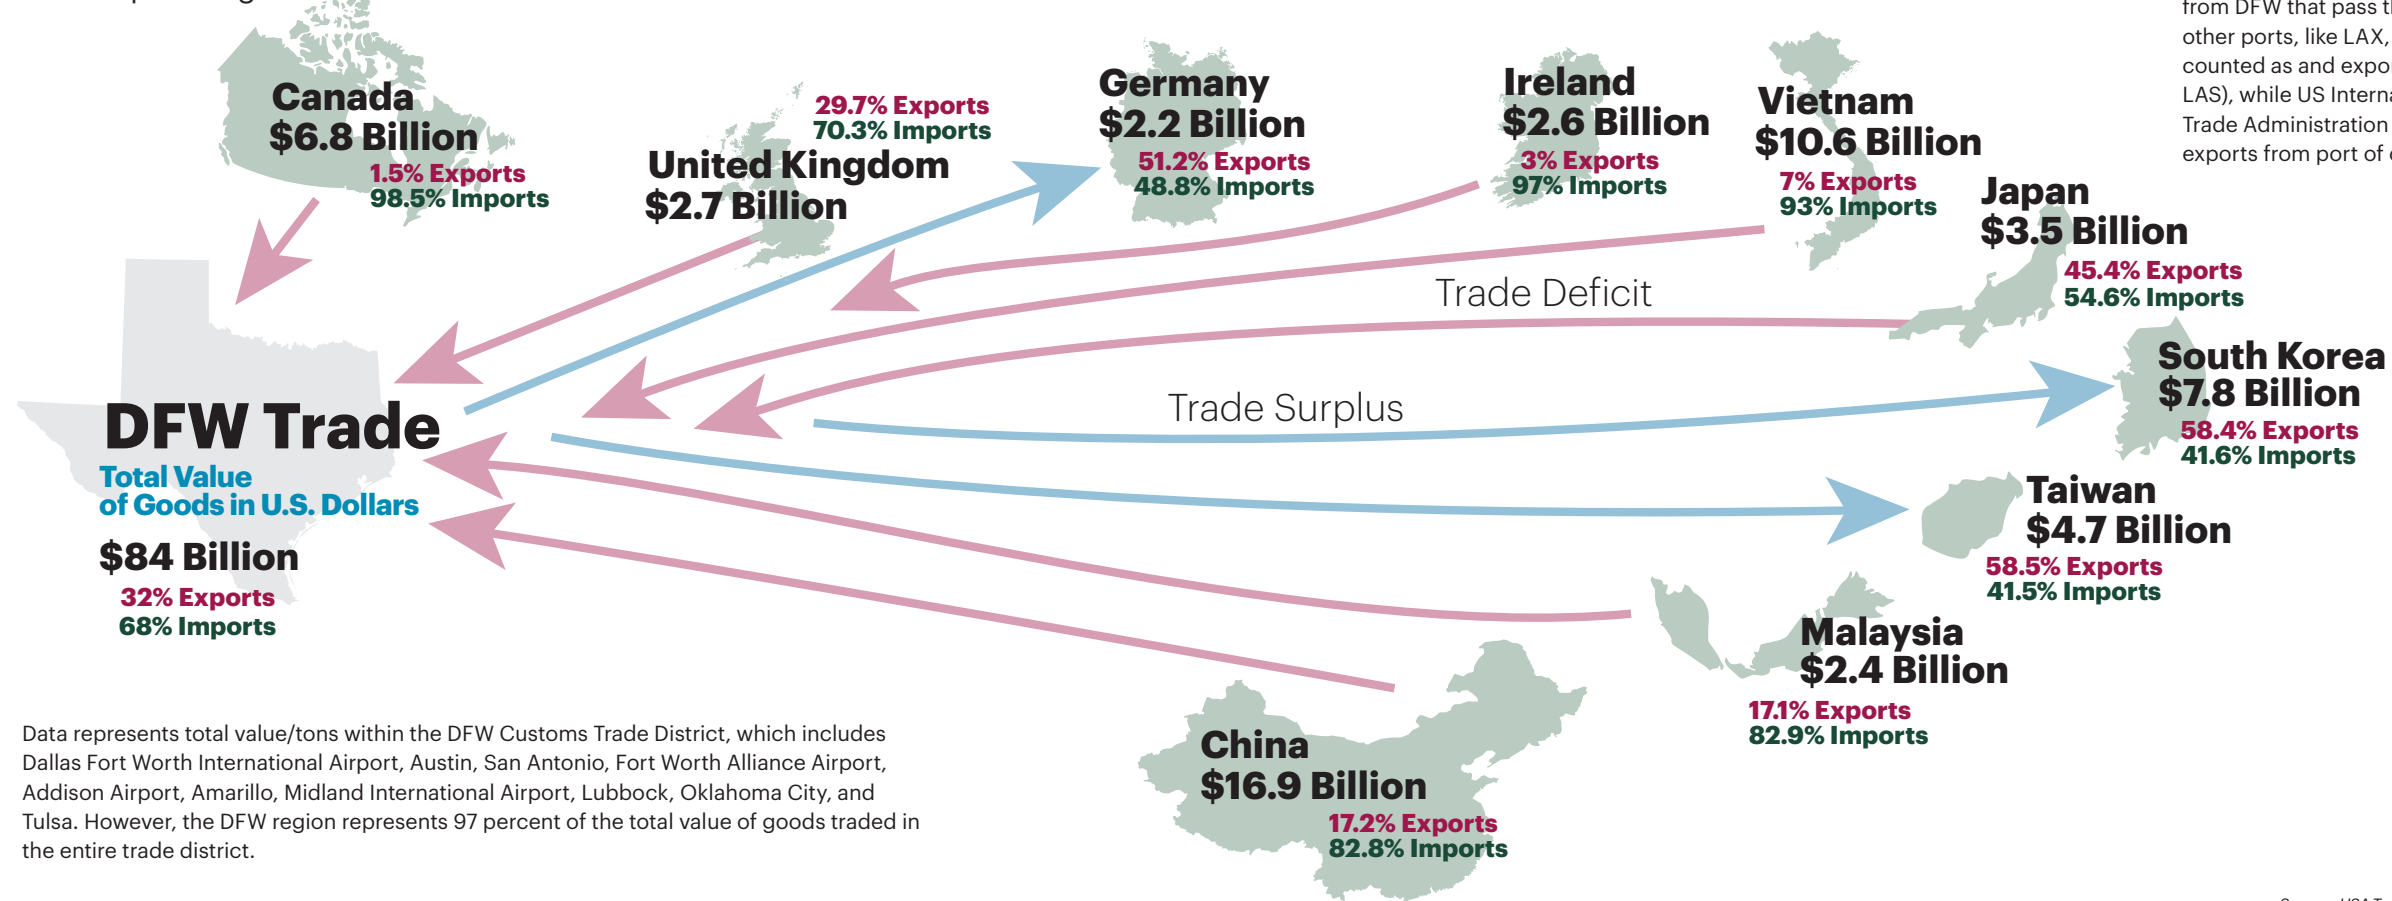 Canada
$6.8 Billion
1.5% Exports
98.5% Imports
29.7% Exports
70.3% Imports
United Kingdom
$2.7 Billion
Germany
$2.2 Billion
51.2% Exports
48.8% Imports
Ireland
$2.6 Billion
3% Exports
97% Imports
Vietnam
$10.6 Billion
7% Exports
93% Imports
from DFW that pass
other ports, like LAX,
counted as and
LAS), while US
Trade Administration
exports from port of
Japan
$3.5 Billion
45.4% Exports
54.6% Imports
Trade Deficit
South Korea
$7.8 Billion
58.4% Exports
41.6% Imports
Trade Surplus
DFW Trade
Total Value
of Goods in U.S. Dollars
$84 Billion
32% Exports
68% Imports
Taiwan
$4.7 Billion
58.5% Exports
41.5% Imports
Malaysia
$2.4 Billion
17.1% Exports
82.9% Imports
China
$16.9 Billion
17.2% Exports
82.8% Imports
Data represents total value/tons within the DFW Customs Trade District, which includes
Dallas Fort Worth International Airport, Austin, San Antonio, Fort Worth Alliance Airport,
Addison Airport, Amarillo, Midland International Airport, Lubbock, Oklahoma City, and
Tulsa. However, the DFW region represents 97 percent of the total value of goods traded in
the entire trade district.